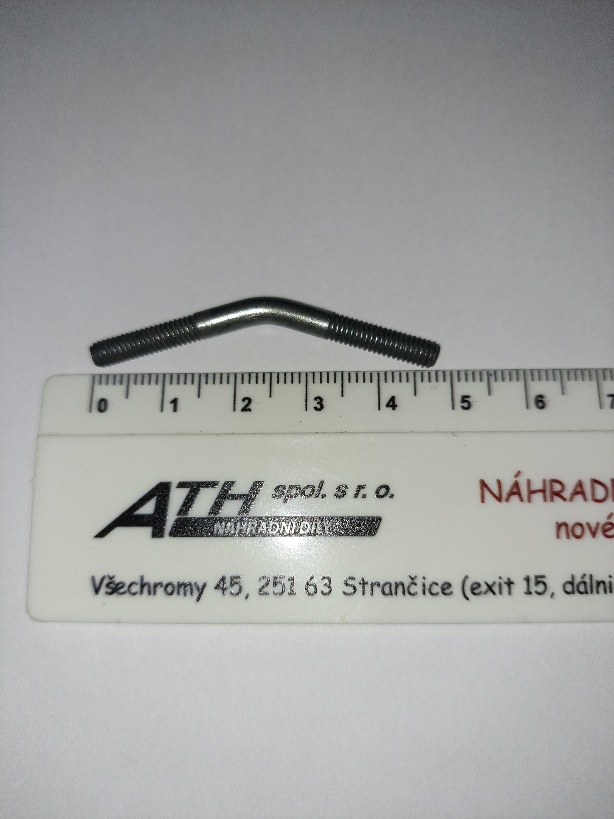 0 1 2 3 4 5 6 7
ATH spol. s r. o.
NÁHRADNÍ DÍLY
NÁHRADI
nové
Všechromy 45, 251 63 Strančice (exit 15, dálni